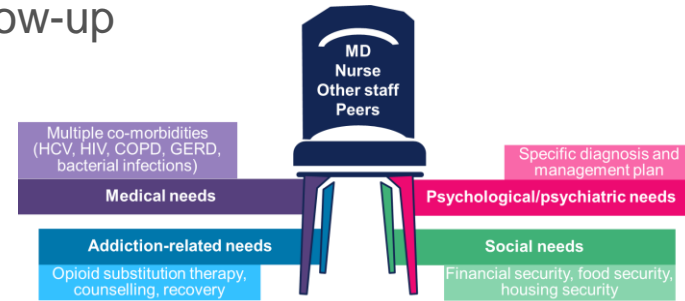 ow-up
MD
Nurse
Other staff
Peers
Multiple co-morbidities
(HCV, HIV, COPD, GERD,
bacterial infections)
Medical needs
Specific diagnosis and
management plan
Psychological/psychiatric needs
Addiction-related needs
Opioid substitution therapy,
counselling, recovery
Social needs
Financial security, food security,
housing security